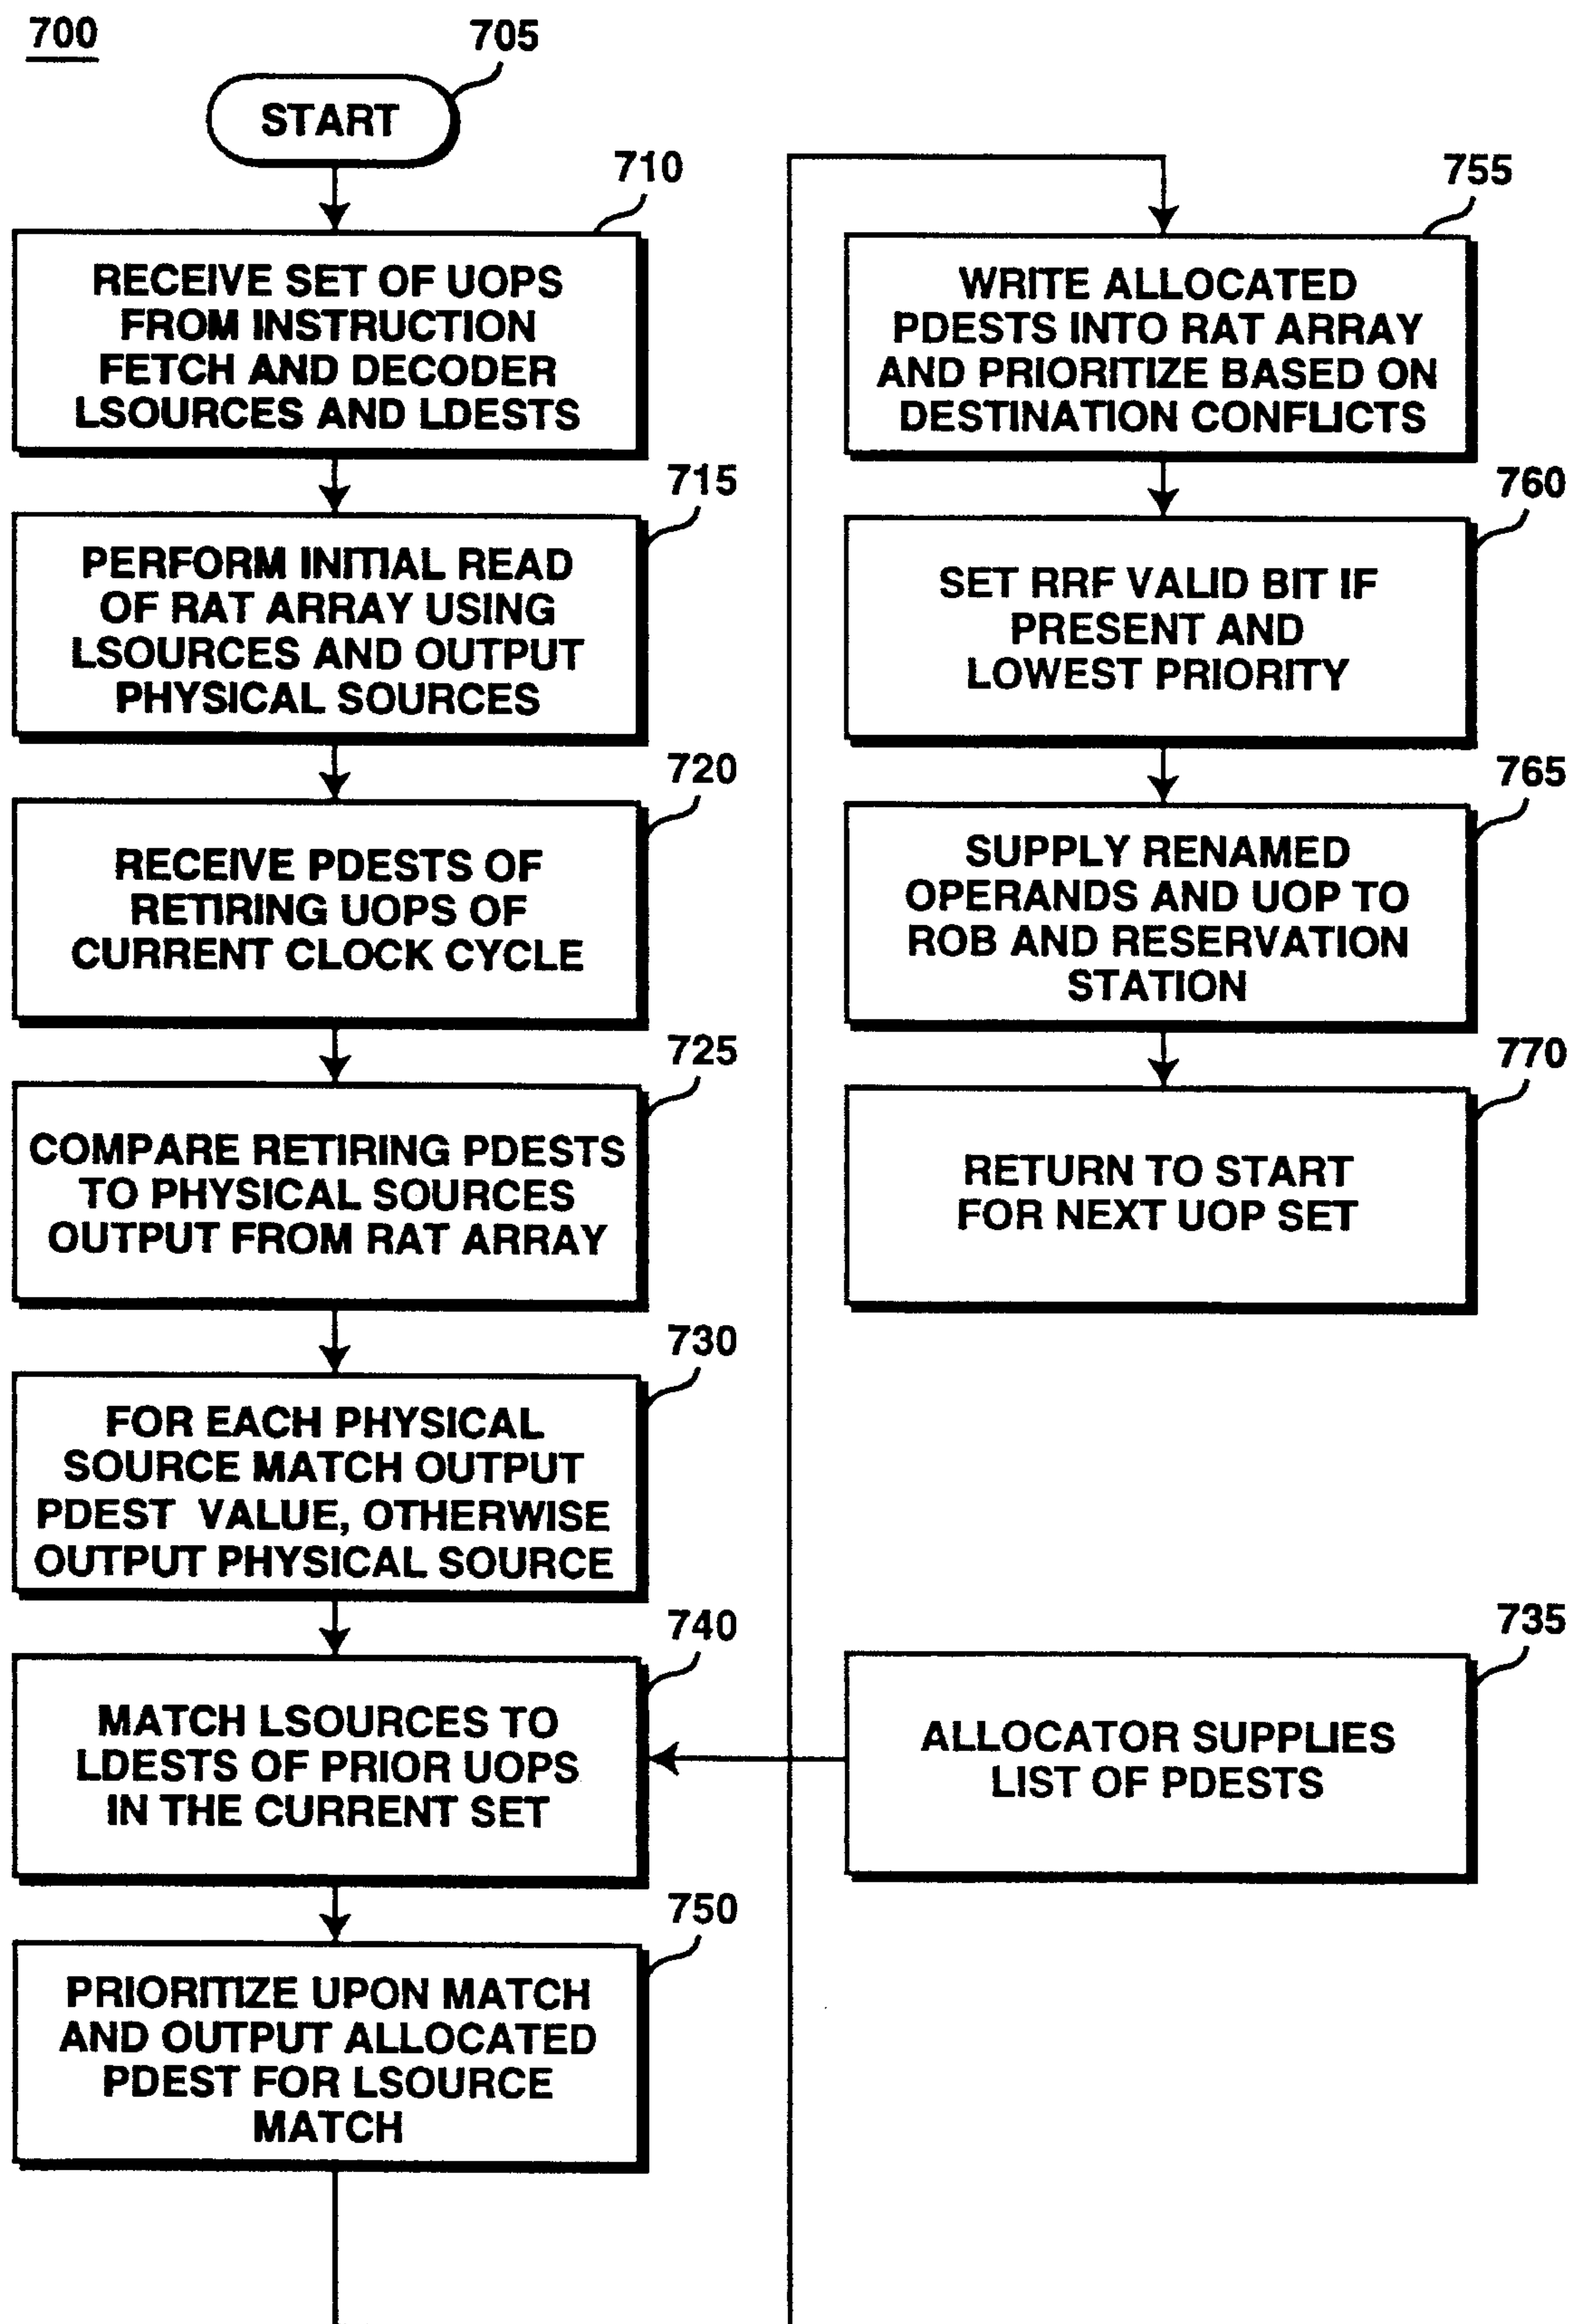 700
705
START
710
RECEIVE SET OF UOPS
FROM INSTRUCTION
FETCH AND DECODER
LSOURCES AND LDESTS
715
PERFORM INITIAL READ
OF RAT ARRAY USING
LSOURCES AND OUTPUT
PHYSICAL SOURCES
720
RECEIVE PDESTS OF
RETIRING UOPS OF
CURRENT CLOCK CYCLE
725
COMPARE RETIRING PDESTS
TO PHYSICAL SOURCES
OUTPUT FROM RAT ARRAY
730
FOR EACH PHYSICAL
SOURCE MATCH OUTPUT
PDEST VALUE, OTHERWISE
OUTPUT PHYSICAL SOURCE
740
MATCH LSOURCES TO
LDESTS OF PRIOR UOPS
IN THE CURRENT SET
750
PRIORITIZE UPON MATCH
AND OUTPUT ALLOCATED
PDEST FOR LSOURCE
MATCH
755
WRITE ALLOCATED
PDESTS INTO RAT ARRAY
AND PRIORITIZE BASED ON
DESTINATION CONFLICTS
760
SET RRF VALID BIT IF
PRESENT AND
LOWEST PRIORITY
765
SUPPLY RENAMED
OPERANDS AND UOP TO
ROB AND RESERVATION
STATION
770
RETURN TO START
FOR NEXT UOP SET
735
ALLOCATOR SUPPLIES
LIST OF PDESTS